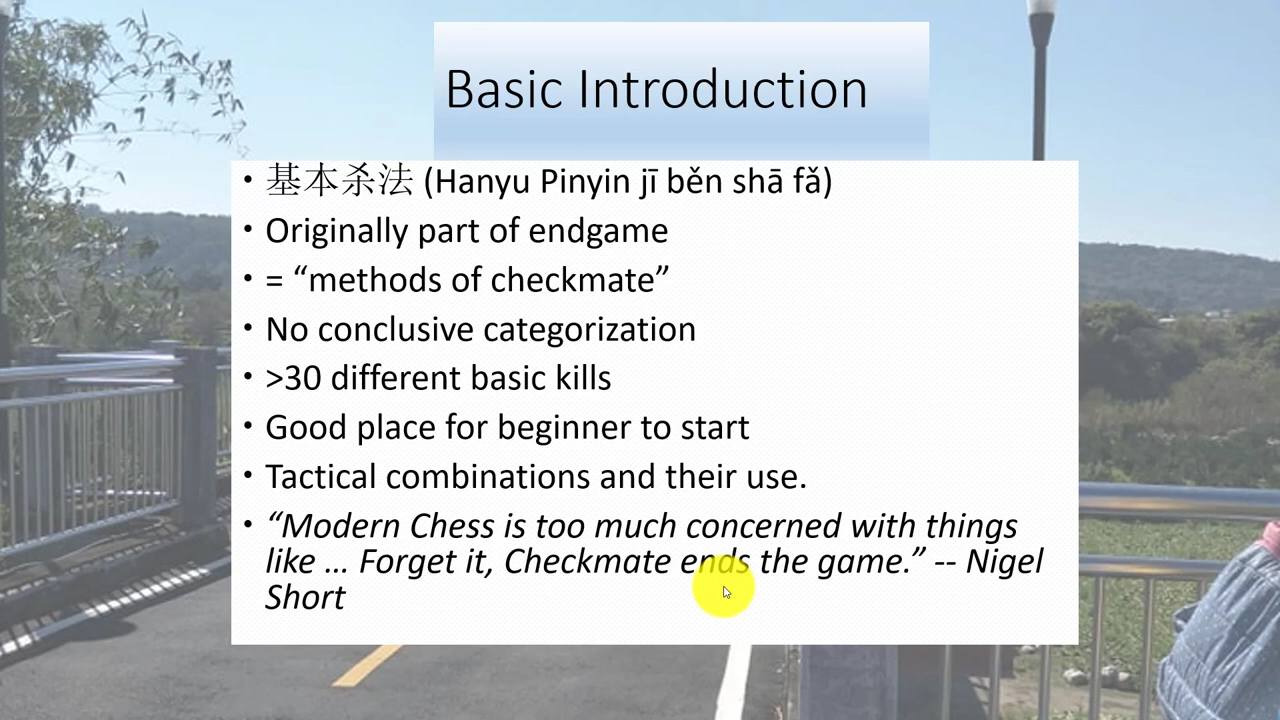 Basic Introduction
• 基本杀法 (Hanyu Pinyin jī běn shā fǎ)
• Originally part of endgame
• = “methods of checkmate”
• No conclusive categorization
• >30 different basic kills
• Good place for beginner to start
• Tactical combinations and their use.
• “Modern Chess is too much concerned with things
like … Forget it, Checkmate ends the game.” -- Nigel
Short